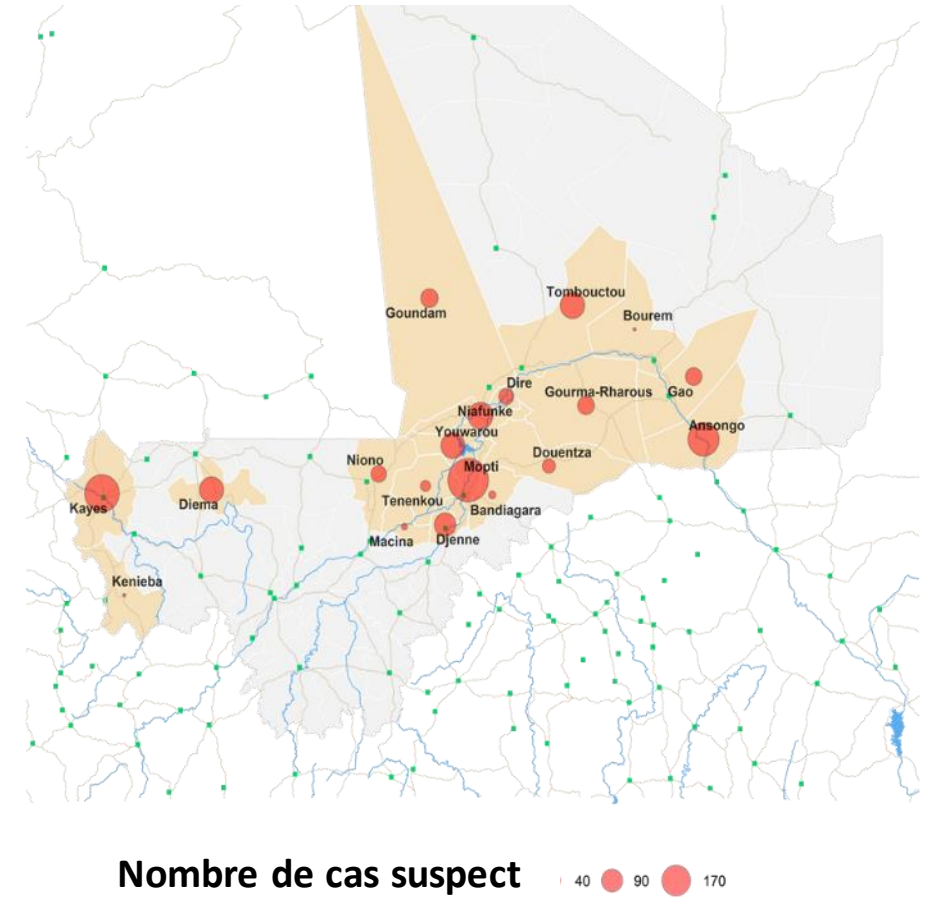 Tombouctou
Goundam
Bourem
Dire
Gourma-Rharous
Gao
Niafunke
Ansongo
Youwarou
Niono
Mopti
Douentza
Kayes
Diema
Tenenkou
Bandiagara
Macina
Djenne
Kenieba
Nombre de cas suspect 40 90 170